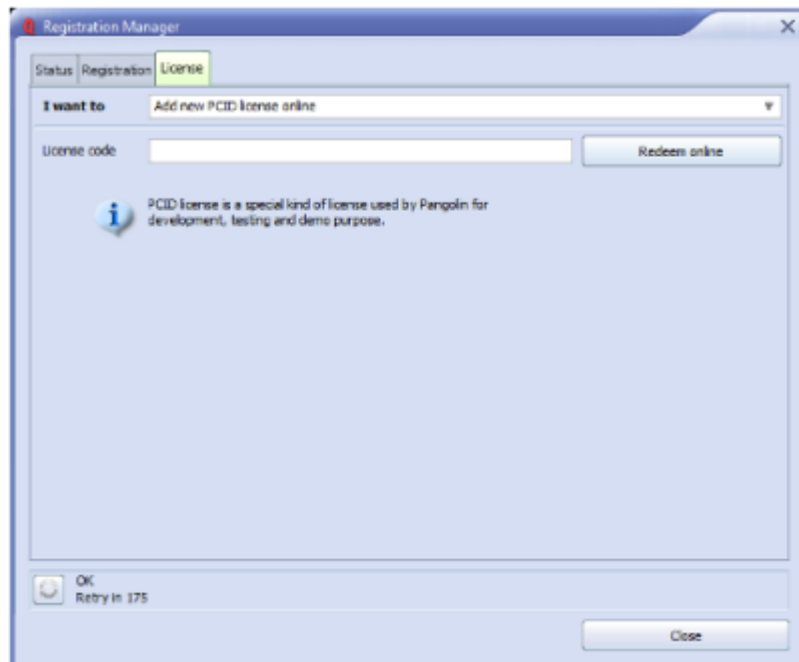 Registration Manager
Status Registration License
I want to Add new PCID license online
License code Redeem online
PCID license is a special kind of license used by Pangolin for
development, testing and demo purpose.
OK
Retry in 175
Close